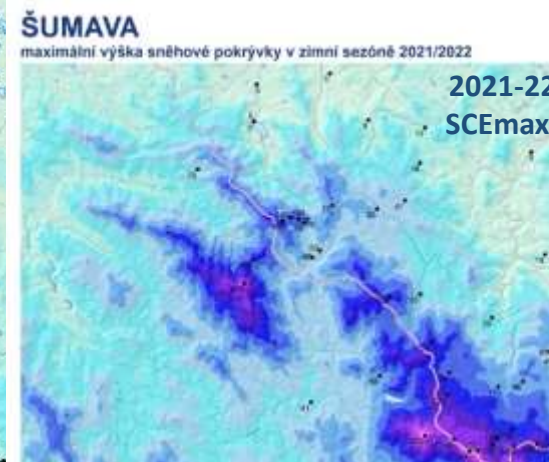 ŠUMAVA
maximální výška sněhové pokrývky v zimní sezóně 2021/2022
2021-22
SCEmax